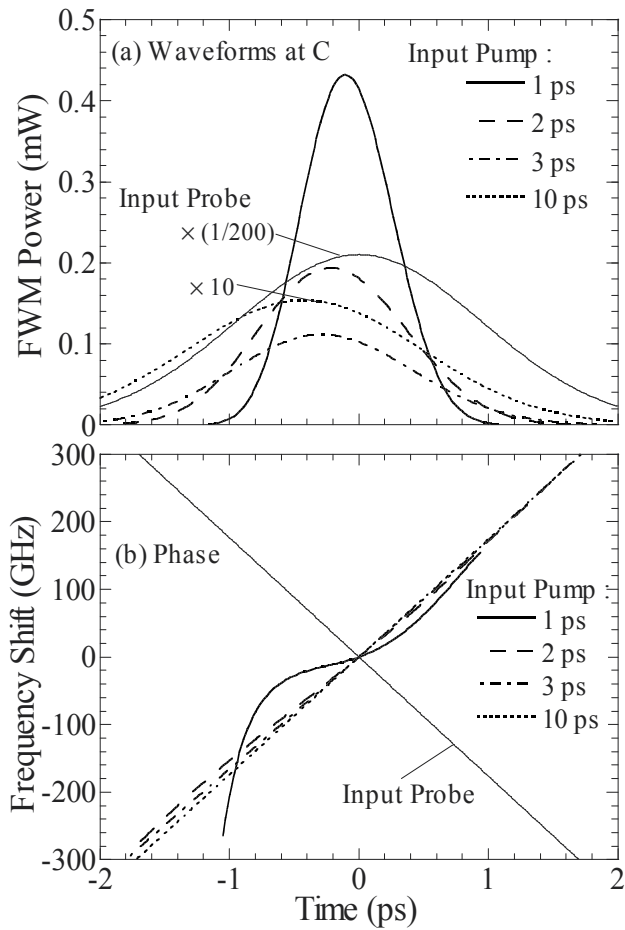 0.5
(a) Waveforms at C
Input Pump :
1 ps
2 ps
3 ps
10 ps
0.4
0.3
Input Probe
× (1/200)
0.2
× 10
0.1
0
FWM Power (mW)
300
200
(b) Phase
100
Input Pump :
1 ps
2 ps
3 ps
10 ps
0
-100
Input Probe
-200
-300
Frequency Shift (GHz)
-2 -1 0 1 2
Time (ps)